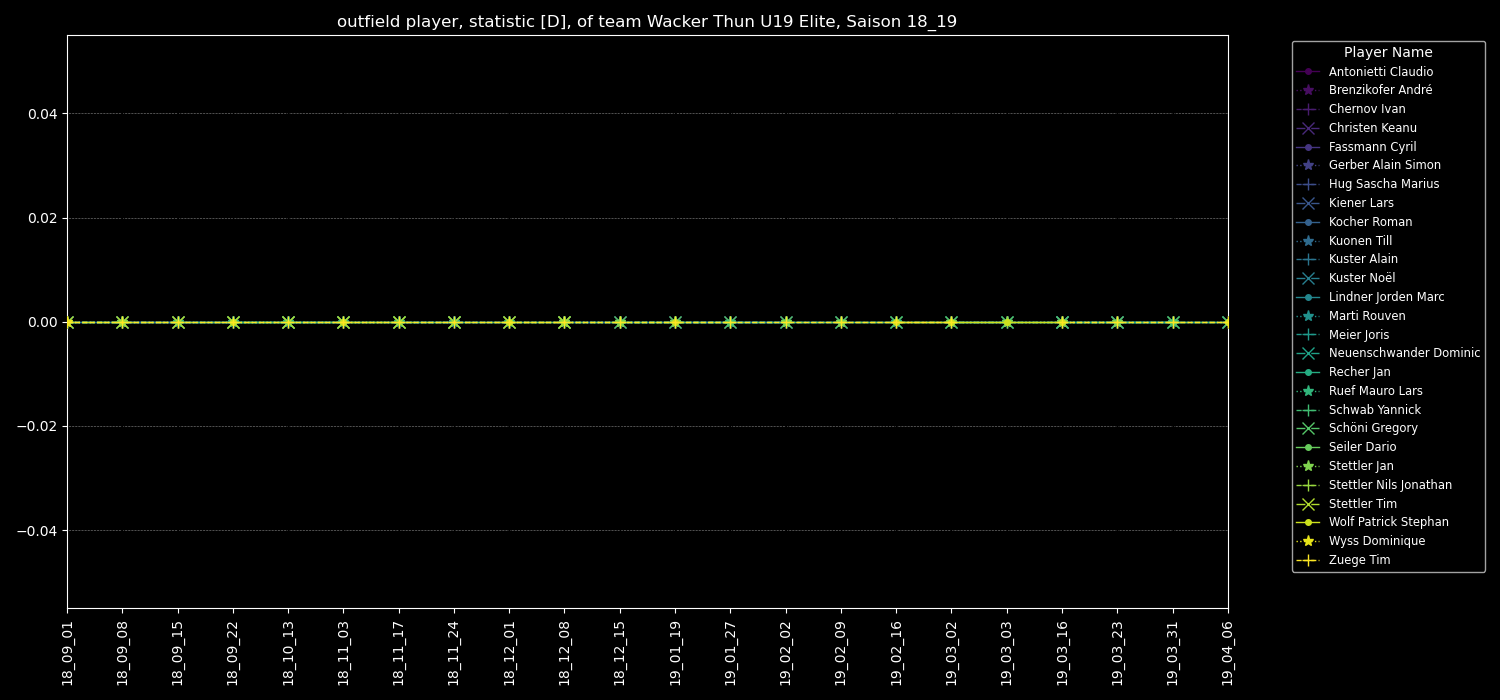 outfield player, statistic [D], of team Wacker Thun U19 Elite, Saison 18_19
0.04
0.02
0.00
−0.02
−0.04
18_09_01
18_09_08
18_09_15
18_09_22
18_10_13
18_11_03
18_11_17
18_11_24
18_12_01
18_12_08
18_12_15
19_01_19
19_01_27
19_02_02
19_02_09
19_02_16
19_03_02
19_03_03
19_03_16
19_03_23
19_03_31
19_04_06
Player Name
Antonietti Claudio
Brenzikofer André
Chernov Ivan
Christen Keanu
Fassmann Cyril
Gerber Alain Simon
Hug Sascha Marius
Kiener Lars
Kocher Roman
Kuonen Till
Kuster Alain
Kuster Noël
Lindner Jorden Marc
Marti Rouven
Meier Joris
Neuenschwander Dominic
Recher Jan
Ruef Mauro Lars
Schwab Yannick
Schöni Gregory
Seiler Dario
Stettler Jan
Stettler Nils Jonathan
Stettler Tim
Wolf Patrick Stephan
Wyss Dominique
Zuege Tim